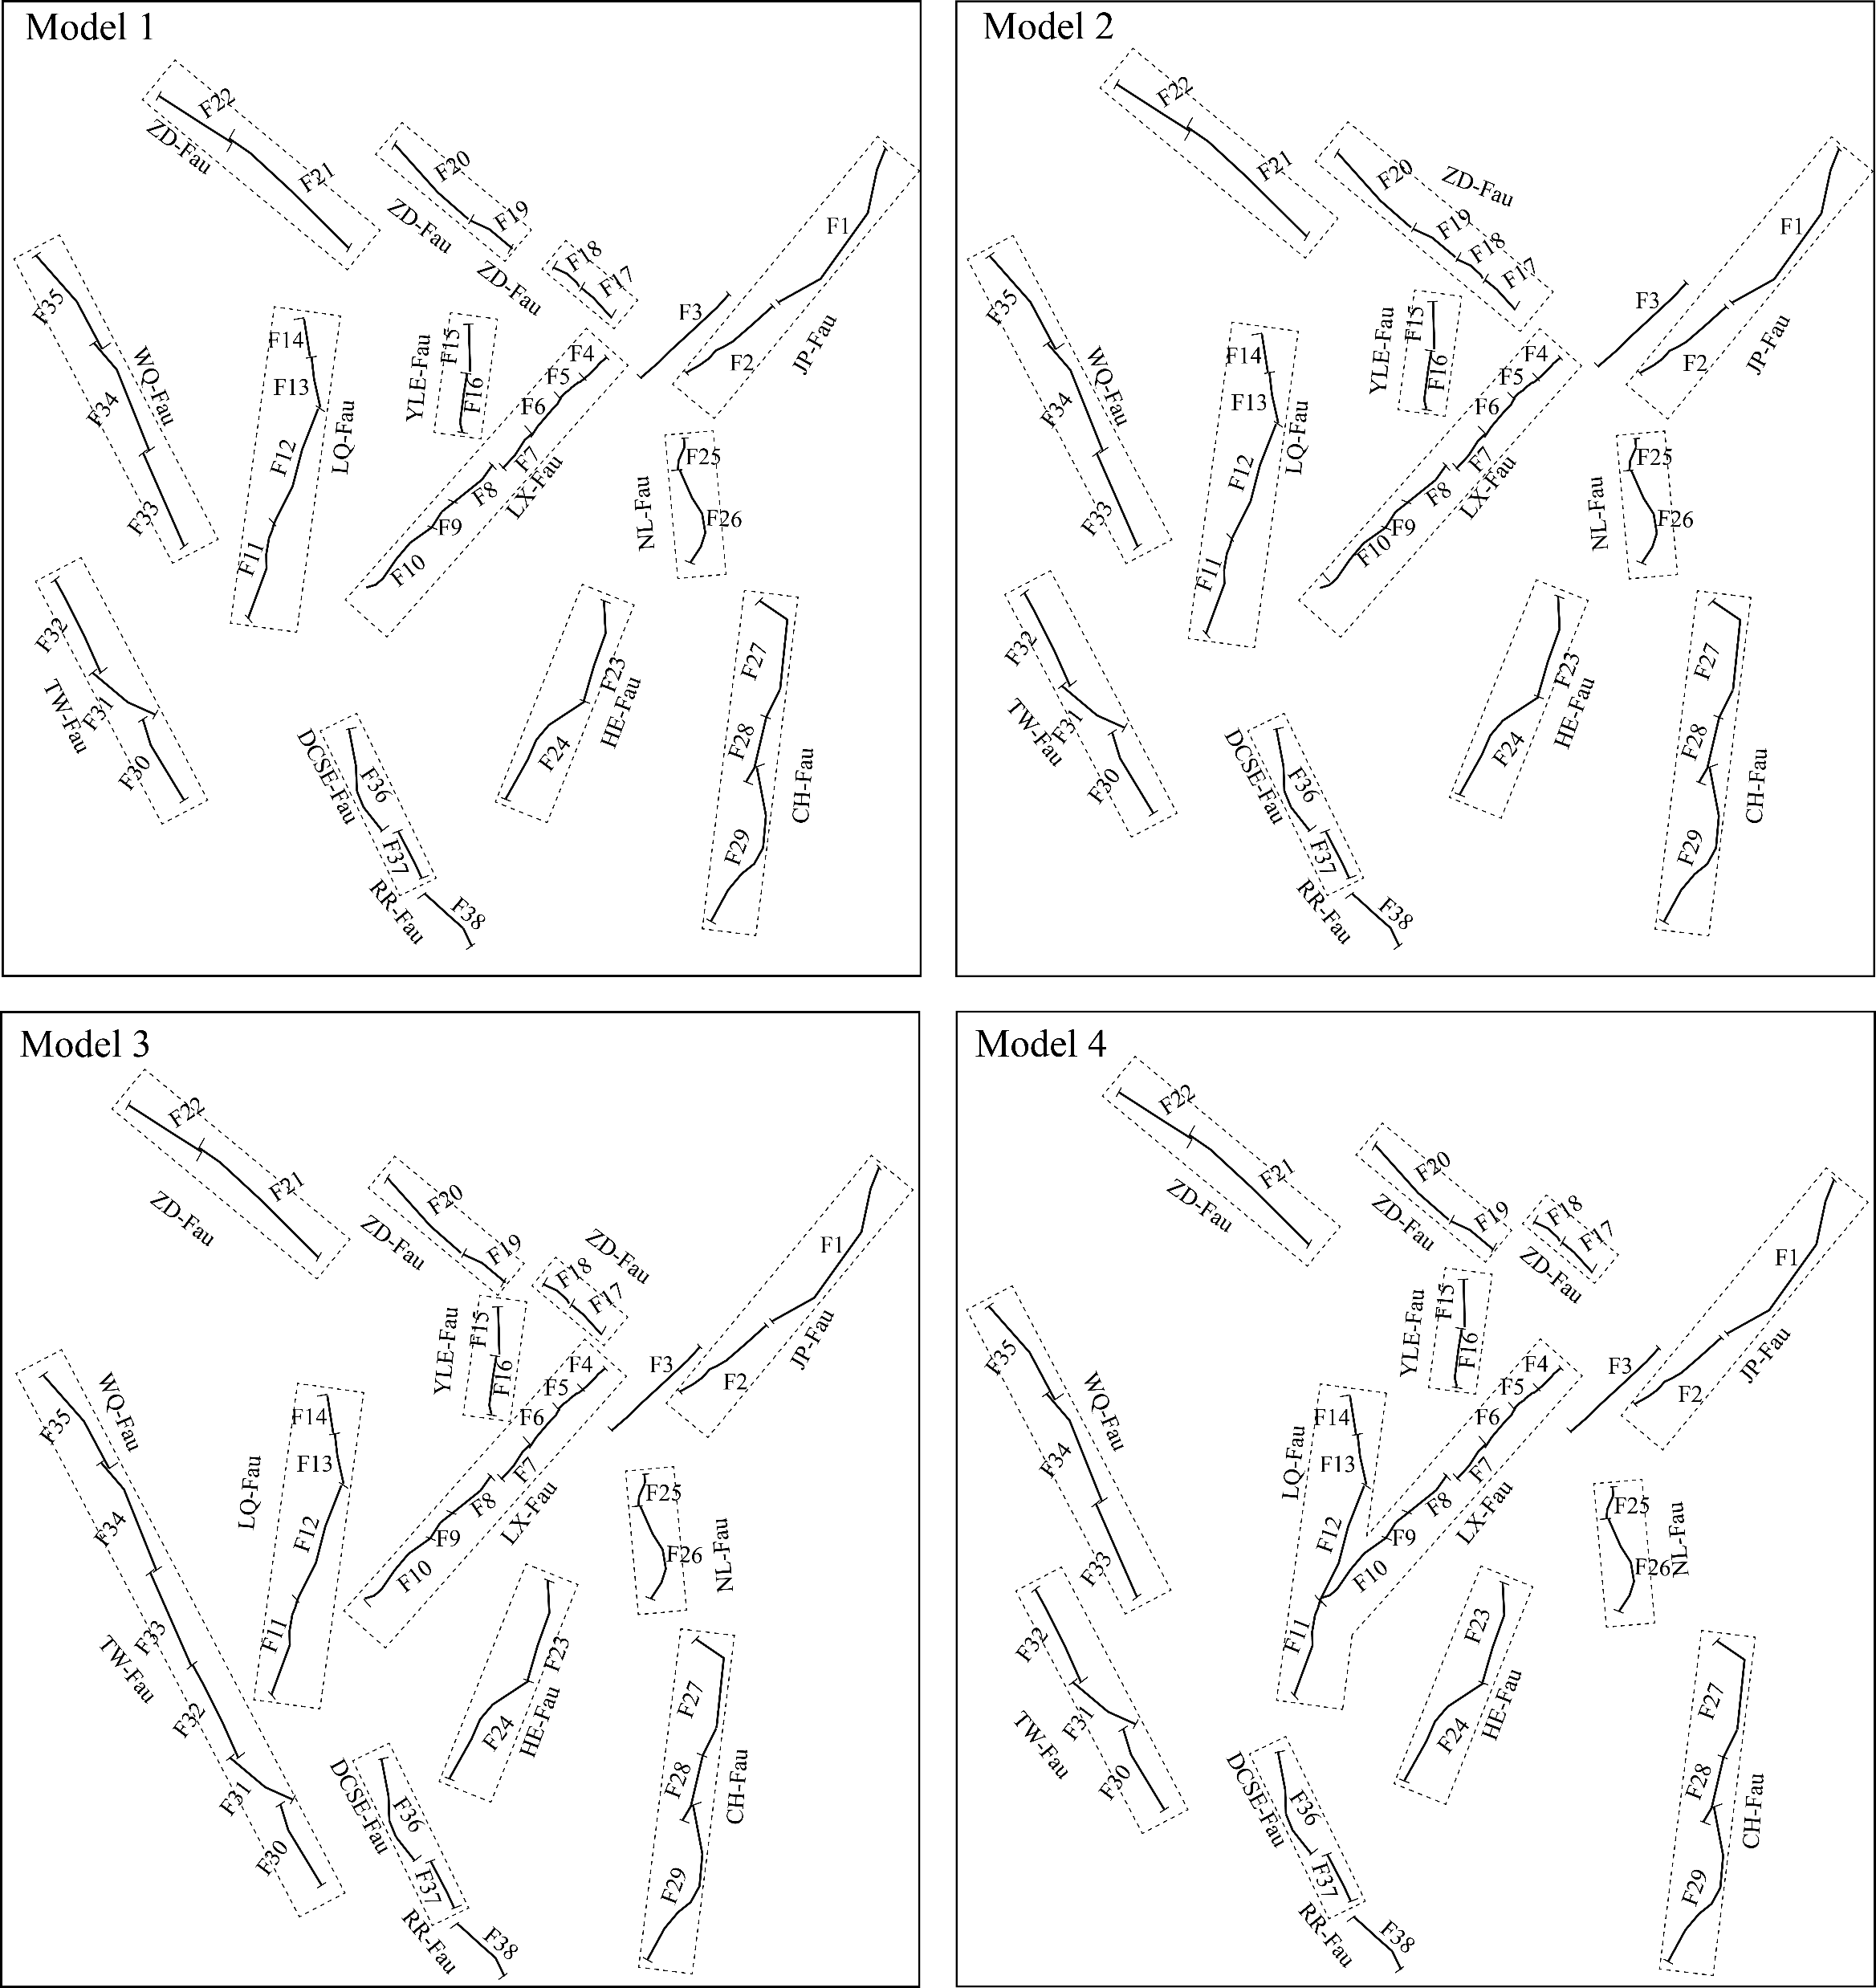 Model 1
F22
ZD-Fau
F21
F20
ZD-Fau
F19
ZD-Fau
F18
F17
F1
F3
F2
JP-Fau
F35
WQ-Fau
F34
F33
F14
F13
LQ-Fau
F12
F11
YLE-Fau
F15
F16
F4
F5
F6
F7
F8
LX-Fau
F9
F10
NL-Fau
F25
F26
F32
TW-Fau
F31
F30
DCSE-Fau
F36
F37
RR-Fau
F38
F23
HE-Fau
F24
F27
F28
CH-Fau
F29
Model 2
F22
F21
F20
ZD-Fau
F19
F18
F17
F1
F3
F2
JP-Fau
F35
WQ-Fau
F34
F33
F14
F13
LQ-Fau
F12
F11
YLE-Fau
F15
F16
F4
F5
F6
F7
F8
LX-Fau
F9
F10
NL-Fau
F25
F26
F32
TW-Fau
F31
F30
DCSE-Fau
F36
F37
RR-Fau
F38
F23
HE-Fau
F24
F27
F28
CH-Fau
F29
Model 3
F22
ZD-Fau
F21
F20
ZD-Fau
F19
ZD-Fau
F18
F17
F1
F3
F2
JP-Fau
F35
WQ-Fau
F34
F33
TW-Fau
F32
F31
F30
F14
F13
LQ-Fau
F12
F11
YLE-Fau
F15
F16
F4
F5
F6
F7
F8
LX-Fau
F9
F10
F25
F26
NL-Fau
DCSE-Fau
F36
F37
RR-Fau
F38
F23
HE-Fau
F24
F27
F28
CH-Fau
F29
Model 4
F22
ZD-Fau
F21
F20
ZD-Fau
F19
F18
F17
ZD-Fau
F1
F3
F2
JP-Fau
F35
WQ-Fau
F34
F33
F14
F13
LQ-Fau
F12
F11
YLE-Fau
F15
F16
F4
F5
F6
F7
F8
LX-Fau
F9
F10
F25
F26
NL-Fau
F32
TW-Fau
F31
F30
DCSE-Fau
F36
F37
RR-Fau
F38
F23
HE-Fau
F24
F27
F28
CH-Fau
F29